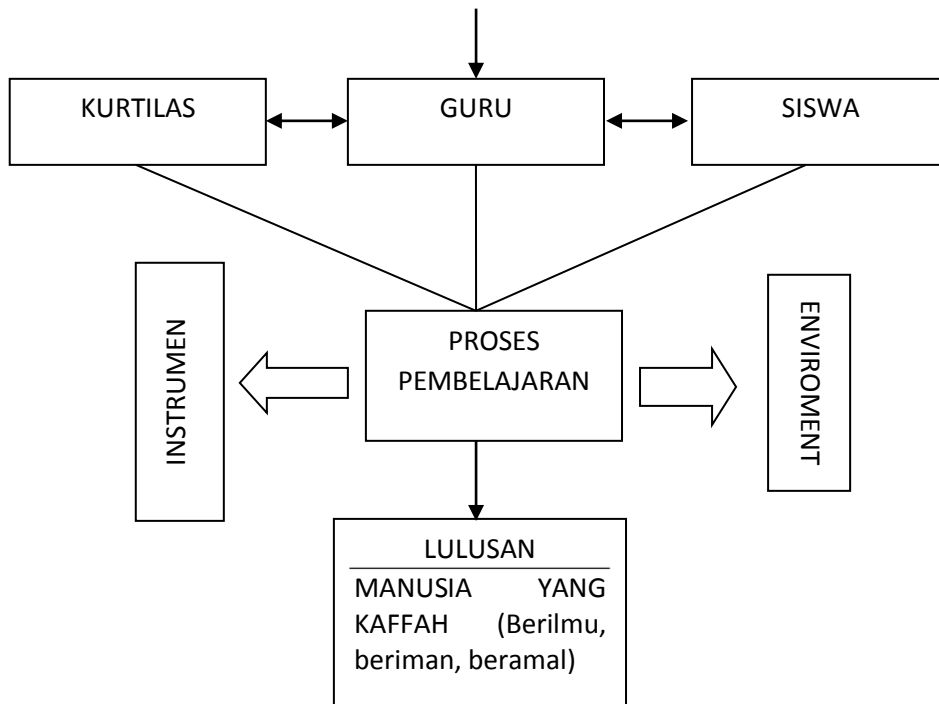 KURTILAS
GURU
SISWA
INSTRUMEN
PROSES
PEMBELAJARAN
ENVIROMENT
LULUSAN
MANUSIA YANG
KAFFAH (Berilmu,
beriman, beramal)